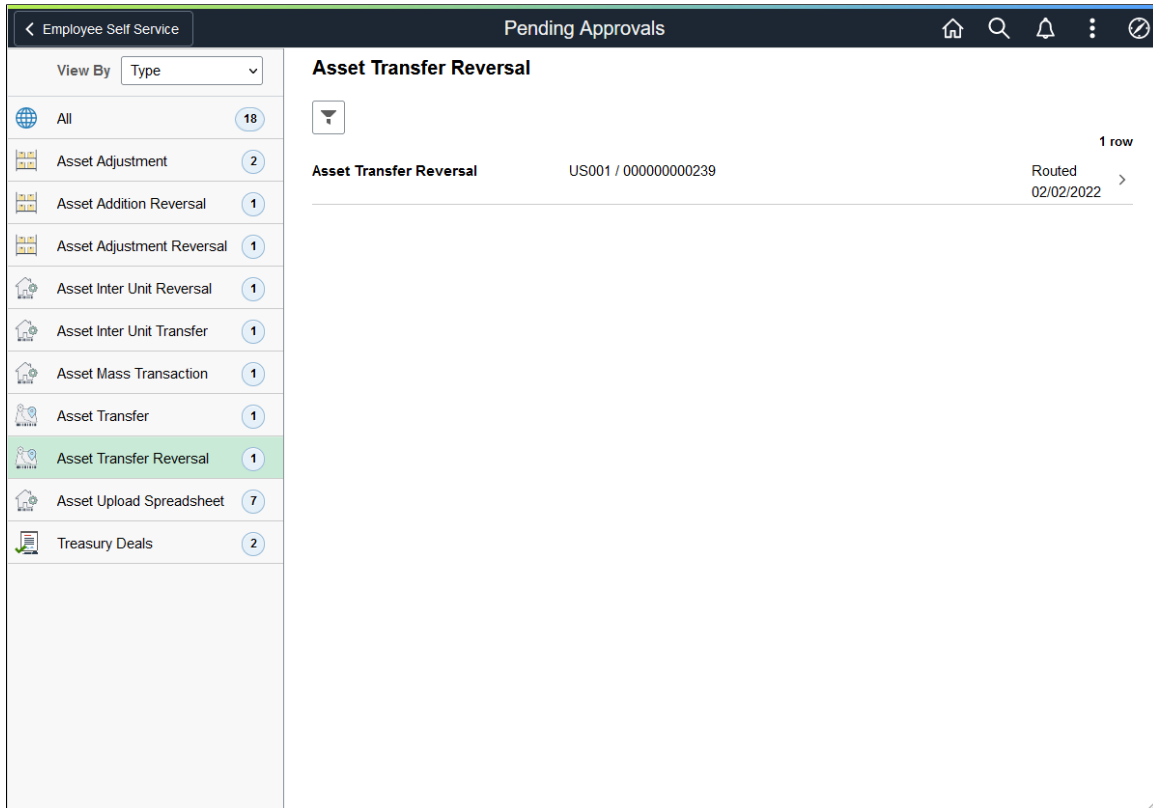 Employee Self Service
Pending Approvals
View By Type
All 18
Asset Adjustment 2
Asset Addition Reversal 1
Asset Adjustment Reversal 1
Asset Inter Unit Reversal 1
Asset Inter Unit Transfer 1
Asset Mass Transaction 1
Asset Transfer 1
Asset Transfer Reversal 1
Asset Upload Spreadsheet 7
Treasury Deals 2
Asset Transfer Reversal
1 row
Asset Transfer Reversal US001 / 000000000239 Routed
02/02/2022